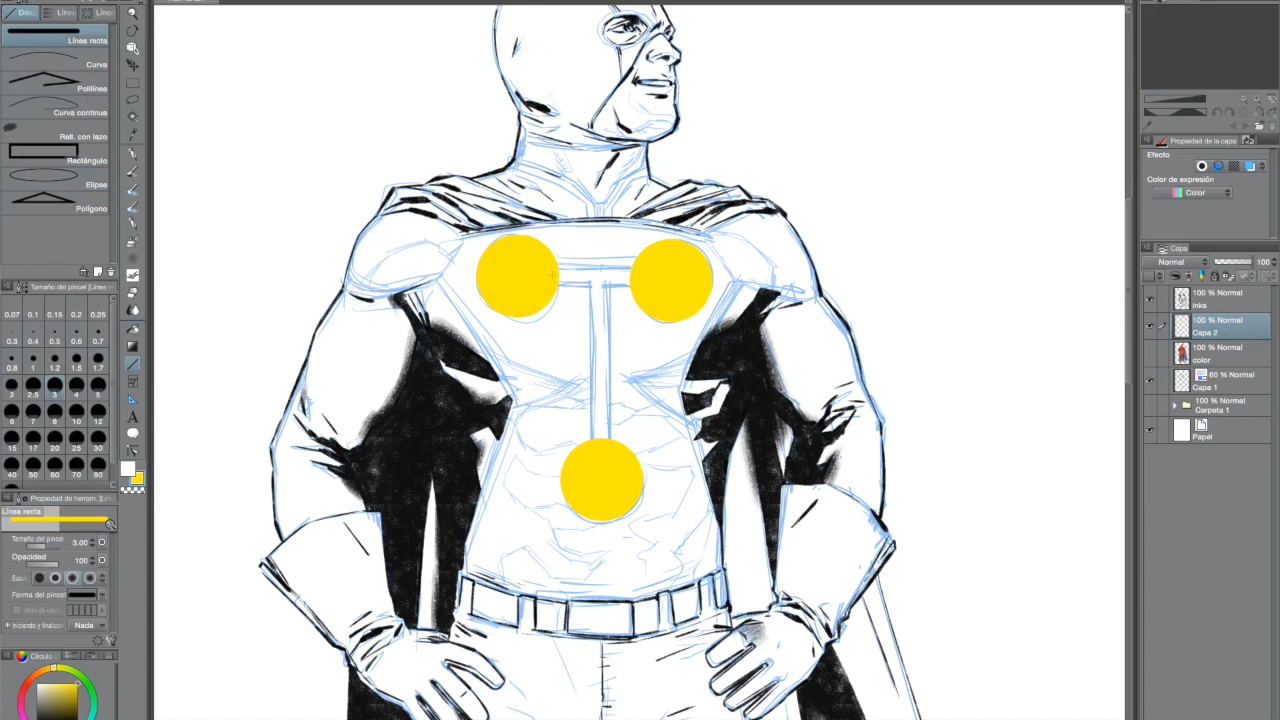 Dibu
Líne
Líne
Línea recta
Curva
Polilínea
Curva continua
Rell. con lazo
Rectángulo
Elipse
Polígono
Tamaño del pincel [Línea r
0.07 0.1 0.15 0.2 0.25
0.3 0.4 0.5 0.6 0.7
0.8 1 1.2 1.5 1.8
2 2.5 3 4 5
6 7 8 10 12
15 17 20 25 30
40 50 60 70 80
Propiedad de herram. [Lín
Línea recta
Tamaño del pincel 3.00
Opacidad 100
Forma del pincel
Iniciando y finaliza Nada
Círculo
Propiedad de la capa
Efecto
Color de expresión
Color
Capa
Normal 100
100 % Normal
inks
100 % Normal
Capa 2
100 % Normal
color
60 % Normal
Capa 1
100 % Normal
Carpeta 1
Papel